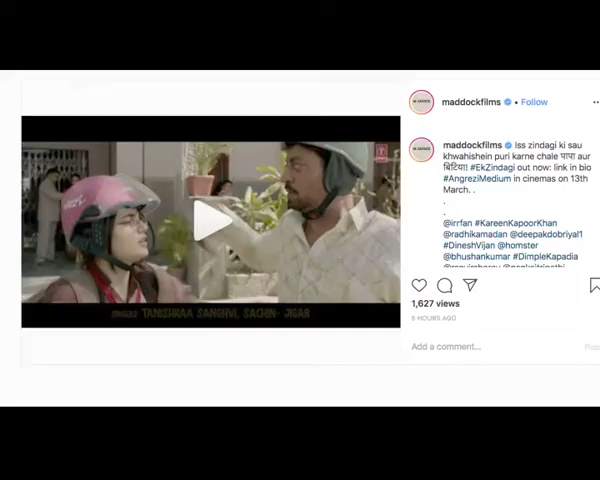 maddockfilms • Follow
maddockfilms Iss zindagi ki sau
khwahishein puri karne chale पापा aur
बिटिया! #EkZindagi out now: link in bio
#AngreziMedium in cinemas on 13th
March. .
.
.
@irrfan #KareenKapoorKhan
@radhikamadan @deepakdobriyal1
#DineshVijan @homster
@bhushankumar #DimpleKapadia
SINGERS TANISHKAA SANGHVI, SACHIN- JIGAR
1,627 views
6 HOURS AGO
Add a comment...